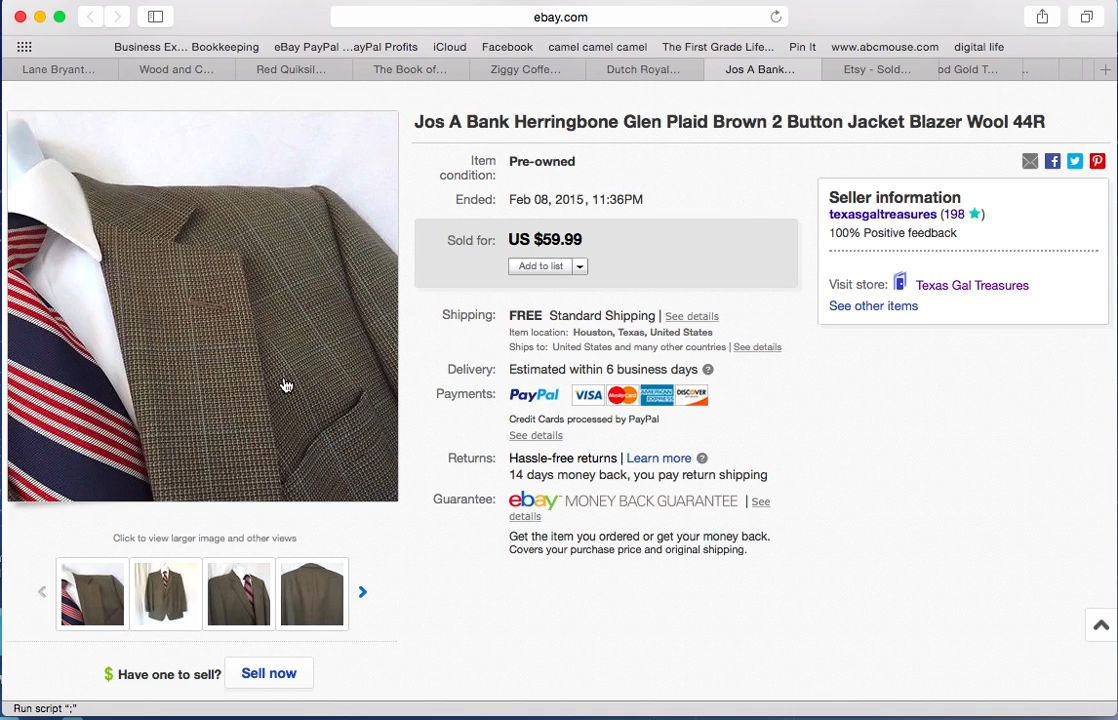 ebay.com
Business Ex... Bookkeeping eBay PayPal ...ayPal Profits iCloud Facebook camel camel camel The First Grade Life... Pin It www.abcmouse.com digital life
Lane Bryant... Wood and C... Red Quiksil... The Book of... Ziggy Coffe... Dutch Royal... Jos A Bank... Etsy - Sold... od Gold T... ..
Jos A Bank Herringbone Glen Plaid Brown 2 Button Jacket Blazer Wool 44R
Item condition: Pre-owned
Ended: Feb 08, 2015, 11:36PM
Sold for: US $59.99
Add to list
Shipping: FREE Standard Shipping | See details
Item location: Houston, Texas, United States
Ships to: United States and many other countries | See details
Delivery: Estimated within 6 business days ?
Payments: PayPal VISA MasterCard AMERICAN EXPRESS DISCOVER
Credit Cards processed by PayPal
See details
Returns: Hassle-free returns | Learn more ?
14 days money back, you pay return shipping
Guarantee: ebay MONEY BACK GUARANTEE | See
details
Get the item you ordered or get your money back.
Covers your purchase price and original shipping.
Seller information
texasgaltreasures (198 ★)
100% Positive feedback
Visit store: Texas Gal Treasures
See other items
Click to view larger image and other views
$ Have one to sell? Sell now
Run script “;”